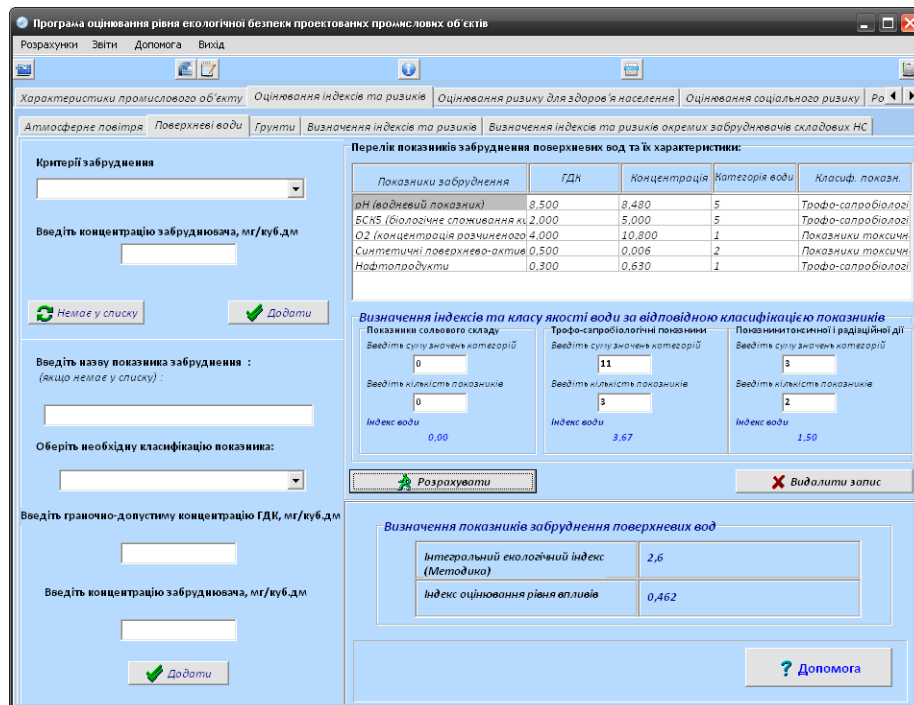 Програма оцінювання рівня екологічної безпеки проектованих промислових об'єктів
Розрахунки Звіти Допомога Вихід
Характеристики промислового об'єкту Оцінювання індексів та ризиків Оцінювання ризику для здоров'я населення Оцінювання соціального ризику Ро
Атмосферне повітря Поверхневі води Грунти Визначення індексів та ризиків Визначення індексів та ризиків окремих забруднювачів складових НС
Критерії забруднення
Введіть концентрацію забруднювача, мг/куб.дм
Немає у списку Додати
Введіть назву показника забруднення :
(якщо немає у списку) :
Оберіть необхідну класифікацію показника:
Введіть граночно-допустиму концентрацію ГДК, мг/куб.дм
Введіть концентрацію забруднювача, мг/куб.дм
Додати
Перелік показників забруднення поверхневих вод та їх характеристики:
Показники забруднення ГДК Концентрація Категорія води Класиф. показн.
pH (водневий показник) 8,500 8,480 5 Трофо-сапробіологі
БСК5 (біологічне споживання ки 2,000 5,000 5 Трофо-сапробіологі
О2 (концентрація розчиненого 4,000 10,800 1 Показники токсичн
Синтетичні поверхнево-актив 0,500 0,006 2 Показники токсичн
Нафтопродукти 0,300 0,630 1 Трофо-сапробіологі
Визначення індексів та класу якості води за відповідною класифікацією показників
Показники сольового складу Трофо-сапробіологічні показники Показники токсичної і радіаційної дії
Введіть суму значень категорій Введіть суму значень категорій Введіть суму значень категорій
0 11 3
Введіть кількість показників Введіть кількість показників Введіть кількість показників
0 3 2
Індекс води Індекс води Індекс води
0,00 3,67 1,50
Розрахувати Видалити запис
Визначення показників забруднення поверхневих вод
Інтегральний екологічний індекс 2,6
(Методика)
Індекс оцінювання рівня впливів 0,462
? Допомога